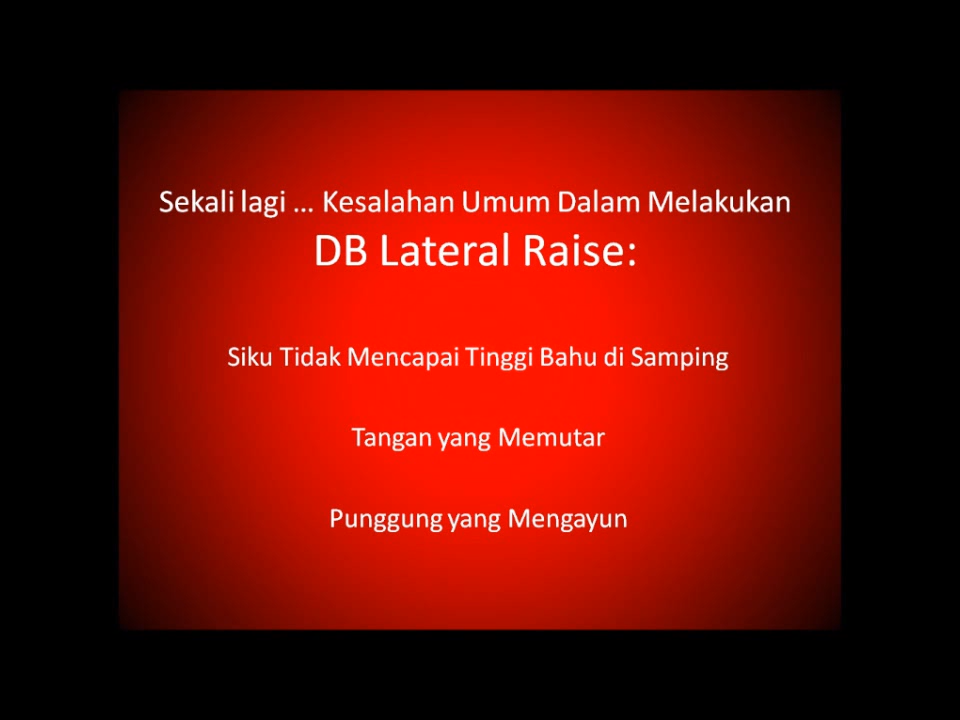 Sekali lagi ... Kesalahan Umum Dalam Melakukan
DB Lateral Raise:
Siku Tidak Mencapai Tinggi Bahu di Samping
Tangan yang Memutar
Punggung yang Mengayun